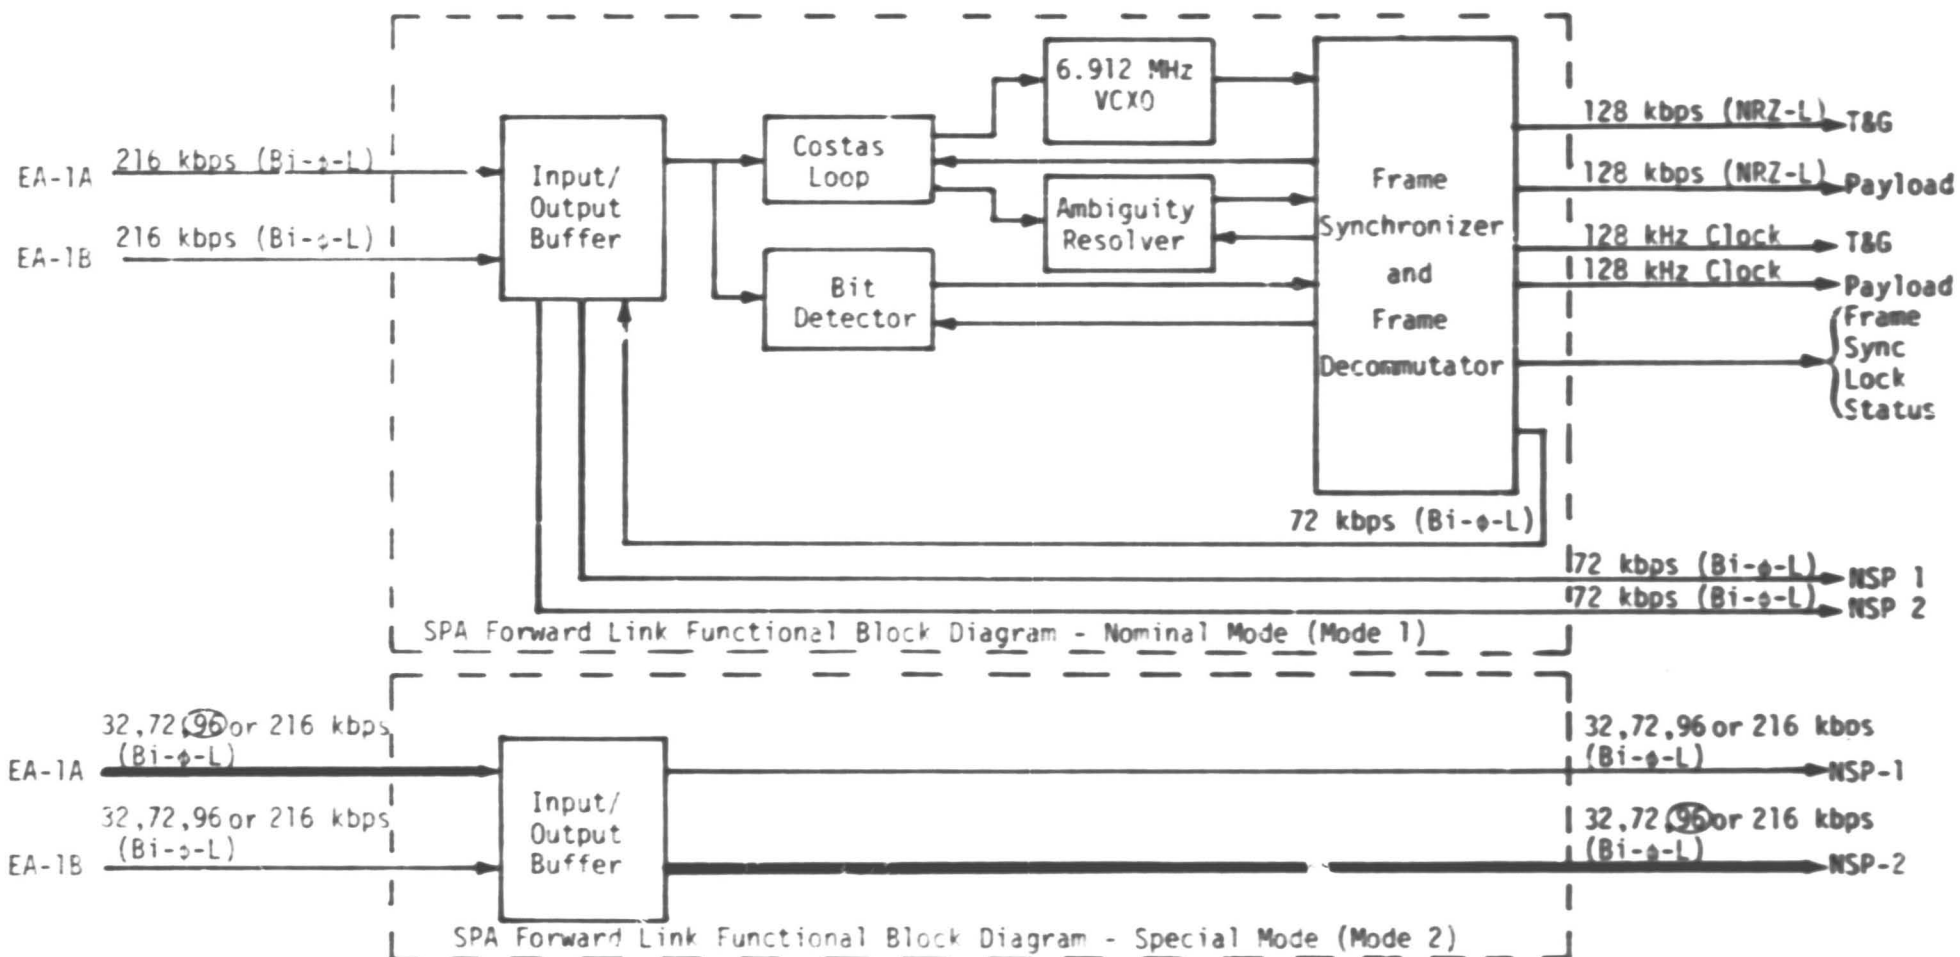 EA-1A
216 kbps (Bi-ϕ-L)
EA-1B
216 kbps (Bi-ϕ-L)
Input/
Output
Buffer
Costas
Loop
Bit
Detector
6.912 MHz
VCXO
Ambiguity
Resolver
Frame
Synchronizer
and
Frame
Decommutator
128 kbps (NRZ-L)
T&G
128 kbps (NRZ-L)
Payload
128 kHz Clock
T&G
128 kHz Clock
Payload
Frame
Sync
Lock
Status
72 kbps (Bi-ϕ-L)
72 kbps (Bi-ϕ-L)
NSP 1
72 kbps (Bi-ϕ-L)
NSP 2
SPA Forward Link Functional Block Diagram - Nominal Mode (Mode 1)
32,72,96 or 216 kbps
(Bi-ϕ-L)
EA-1A
32,72,96 or 216 kbps
(Bi-ϕ-L)
EA-1B
Input/
Output
Buffer
32,72,96 or 216 kbps
(Bi-ϕ-L)
NSP-1
32,72,96 or 216 kbps
(Bi-ϕ-L)
NSP-2
SPA Forward Link Functional Block Diagram - Special Mode (Mode 2)